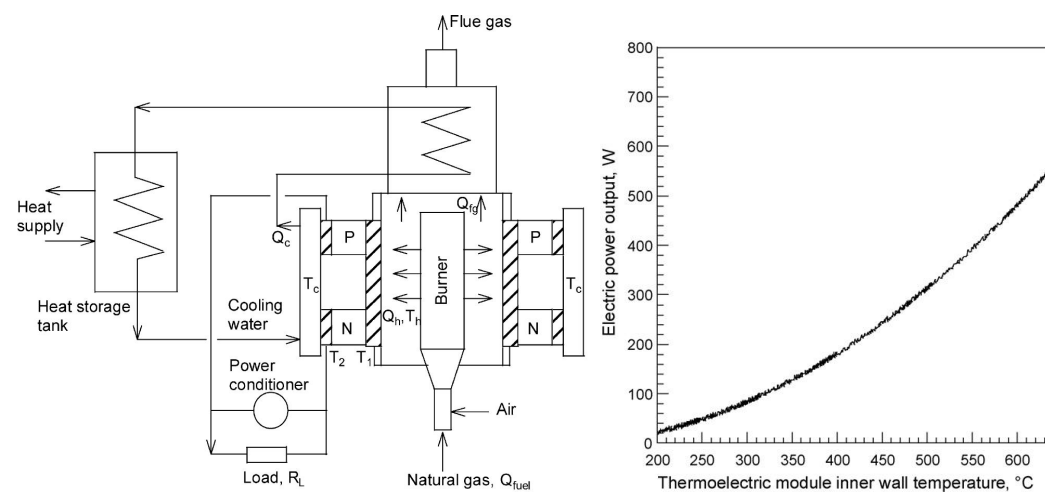 Flue gas
Heat
supply
Heat storage
tank
Cooling
water
Power
conditioner
Load, R_L
Q_c
T_c
P
N
T_2
T_1
Q_h, T_h
Q_fg
Burner
P
N
T_c
Air
Natural gas, Q_fuel
Electric power output, W
800
700
600
500
400
300
200
100
0
200 250 300 350 400 450 500 550 600
Thermoelectric module inner wall temperature, °C